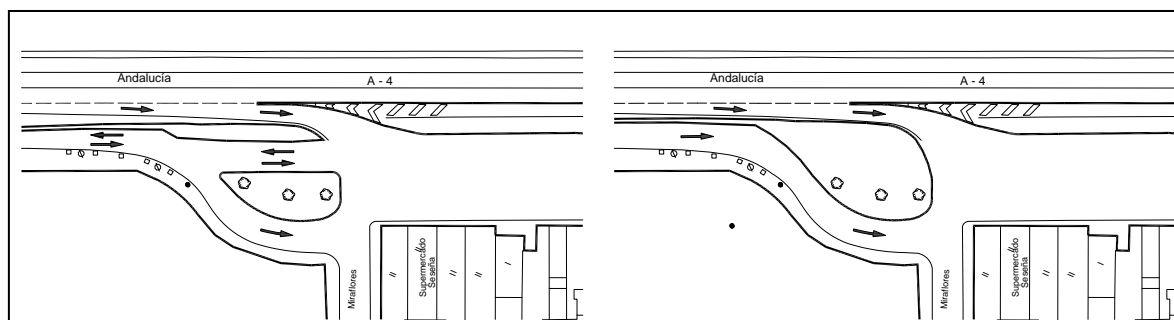 Andalucía
A - 4
Supermercado
Seseña
Miraflores
Andalucía
A - 4
Supermercado
Seseña
Miraflores